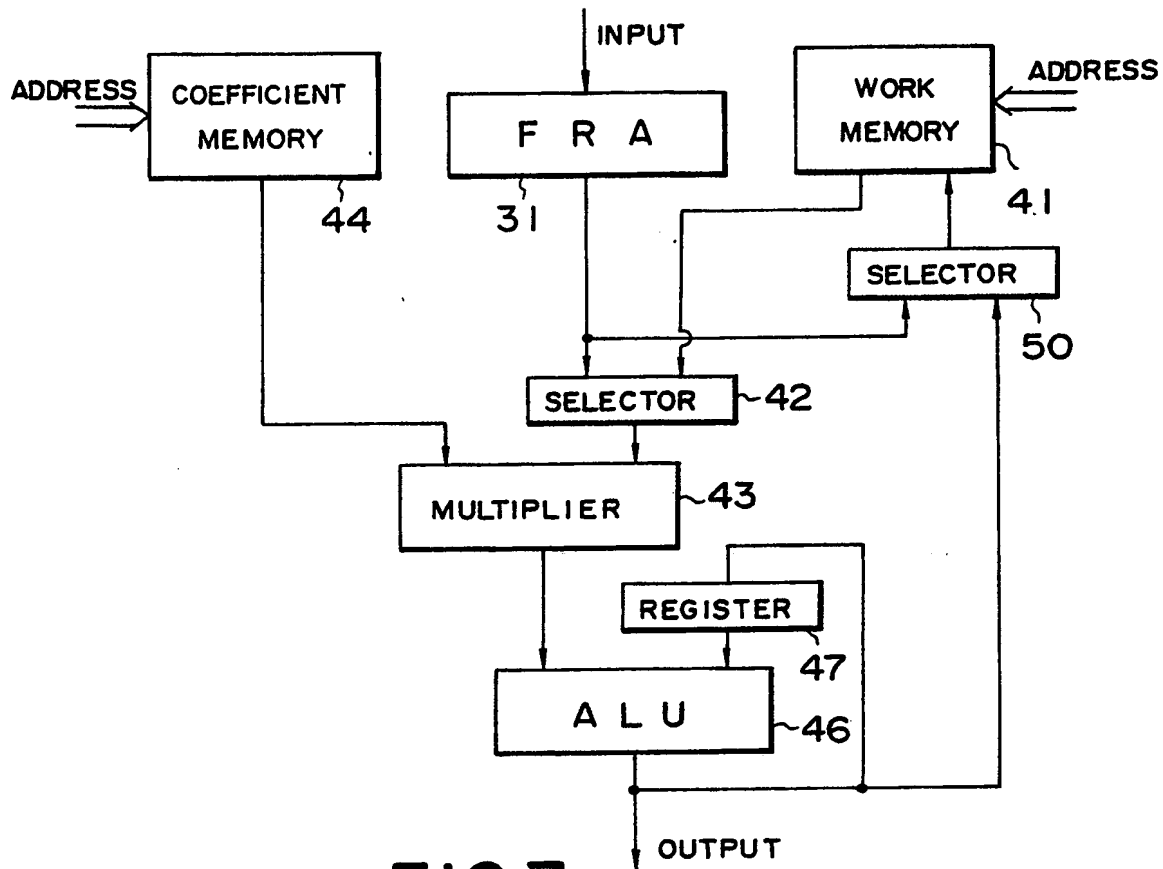 INPUT
ADDRESS
COEFFICIENT
MEMORY
44
F R A
31
WORK
MEMORY
41
ADDRESS
SELECTOR
50
SELECTOR
42
MULTIPLIER
43
REGISTER
47
A L U
46
OUTPUT